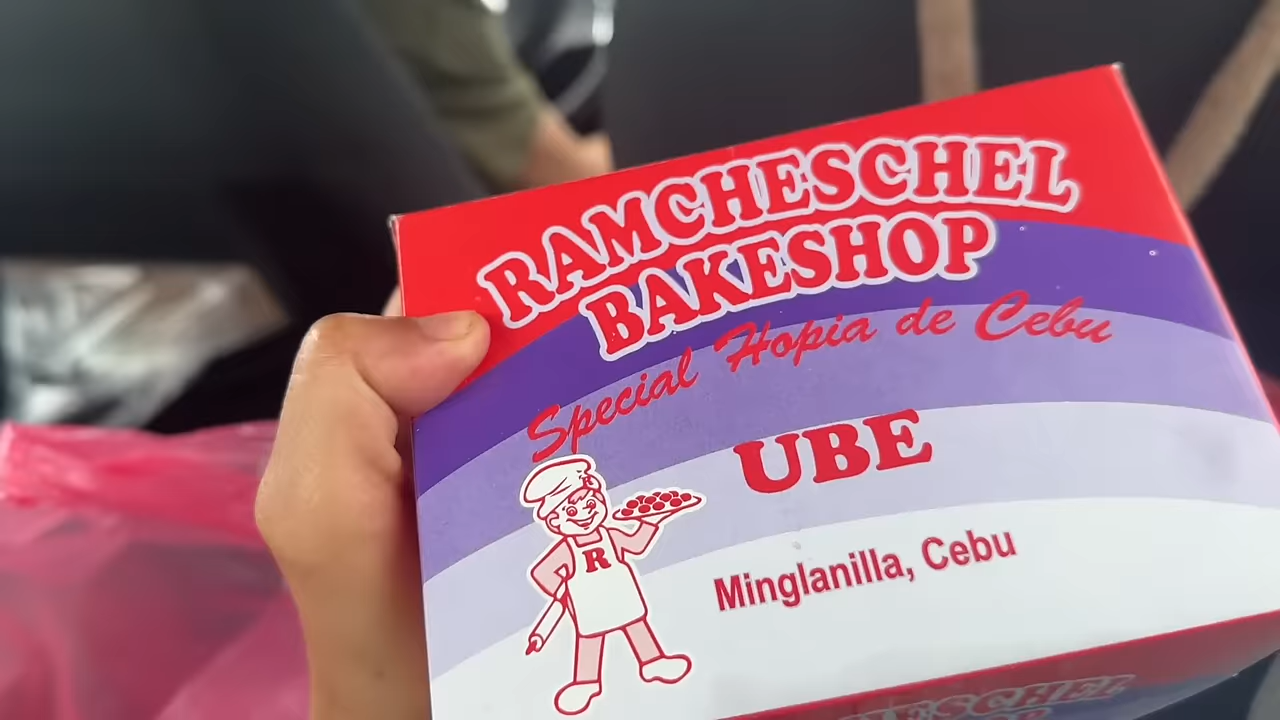 RAMCHESCHEL
BAKESHOP
Special Hopia de Cebu
UBE
R
Minglanilla, Cebu